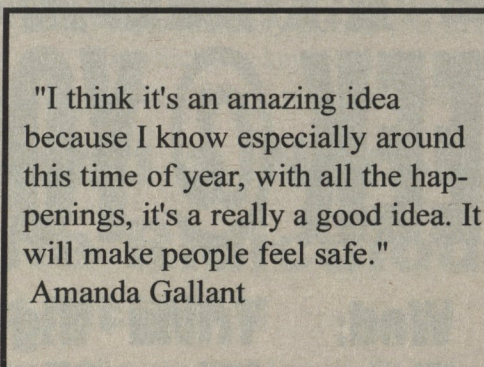 "I think it's an amazing idea
because I know especially around
this time of year, with all the hap-
penings, it's a really a good idea. It
will make people feel safe."
Amanda Gallant